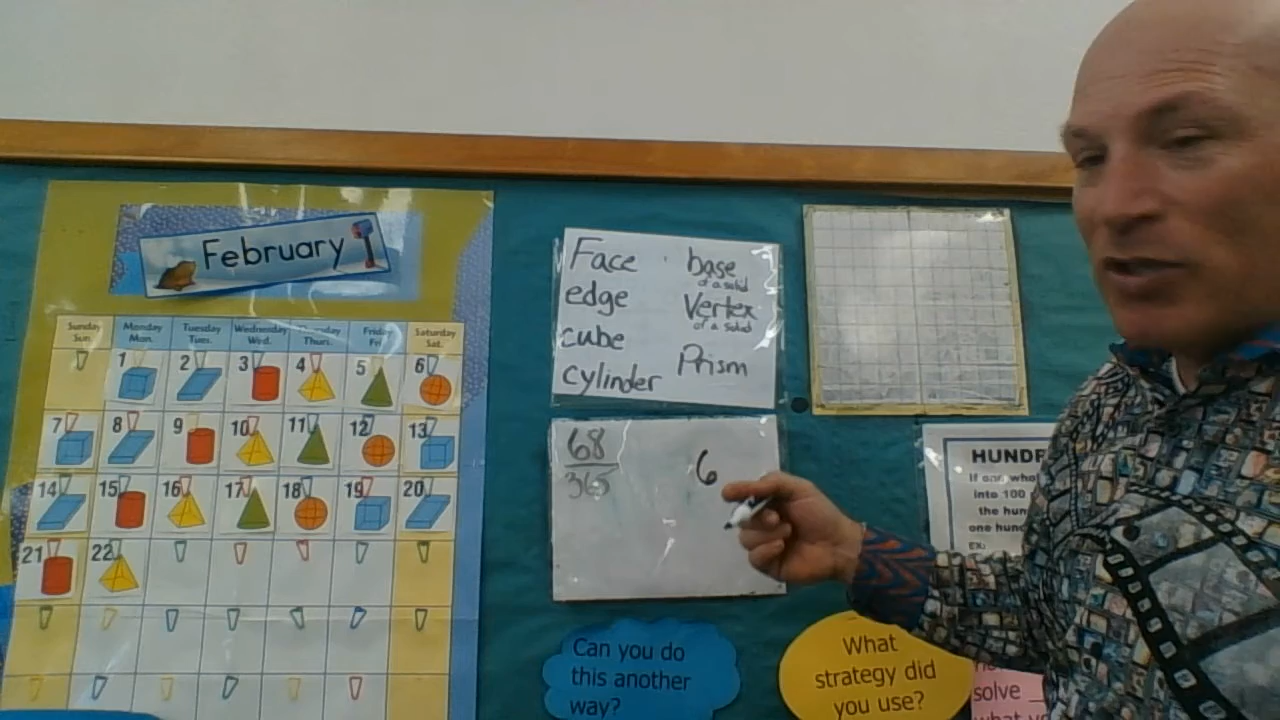 February
Sunday Sun.
Monday Mon.
Tuesday Tues.
Wednesday Wed.
Thurs.
Fri
Saturday Sat.
1 2 3 4 5 6
7 8 9 10 11 12 13
14 15 16 17 18 19 20
21 22
Face
edge
cube
cylinder
base
of a solid
Vertex
of a solid
Prism
68
365
6
HUNDR
If one who
into 100
the hun
one hund
EX:
Can you do
this another
way?
What
strategy did
you use?
solve
what